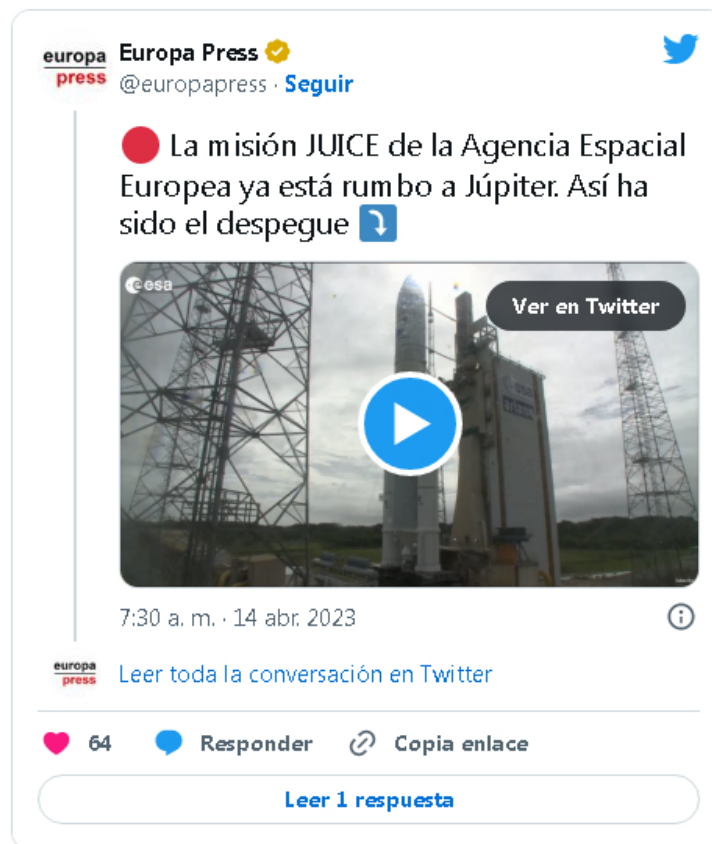 europa
press
Europa Press
@europapress · Seguir
La misión JUICE de la Agencia Espacial
Europea ya está rumbo a Júpiter. Así ha
sido el despegue
esa
Ver en Twitter
esa
7:30 a. m. · 14 abr. 2023
europa
press
Leer toda la conversación en Twitter
64 Responder Copia enlace
Leer 1 respuesta